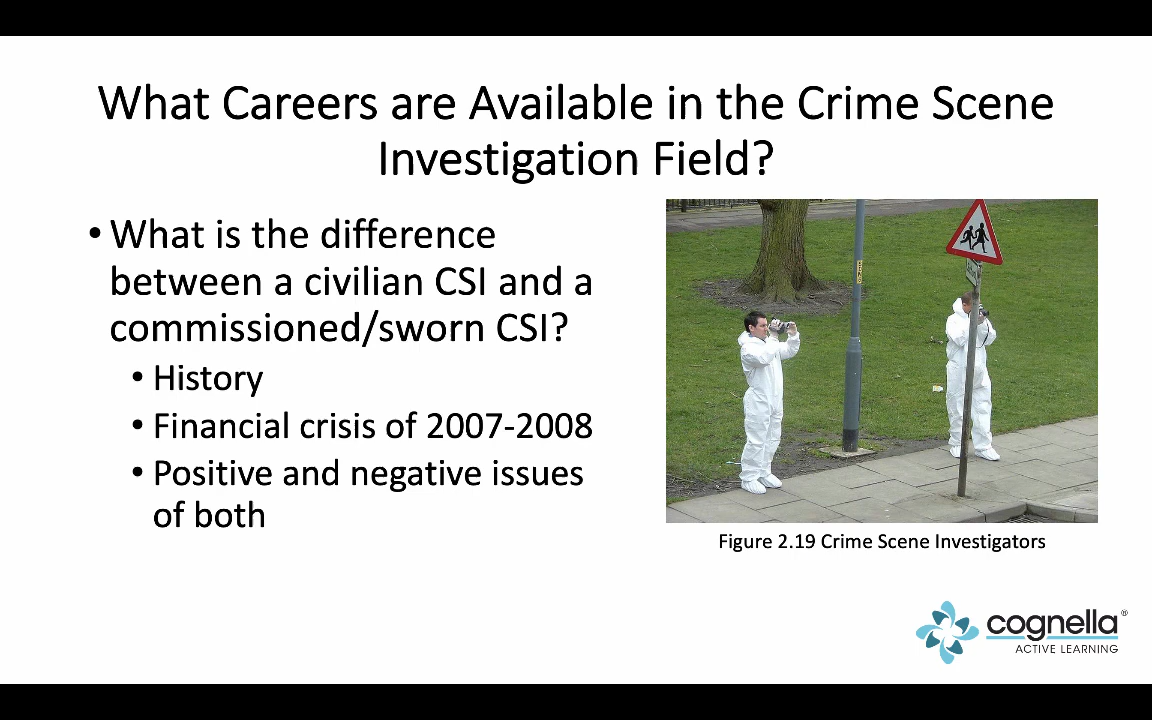 What Careers are Available in the Crime Scene
Investigation Field?
• What is the difference
between a civilian CSI and a
commissioned/sworn CSI?
• History
• Financial crisis of 2007-2008
• Positive and negative issues
of both
Figure 2.19 Crime Scene Investigators
cognella®
ACTIVE LEARNING